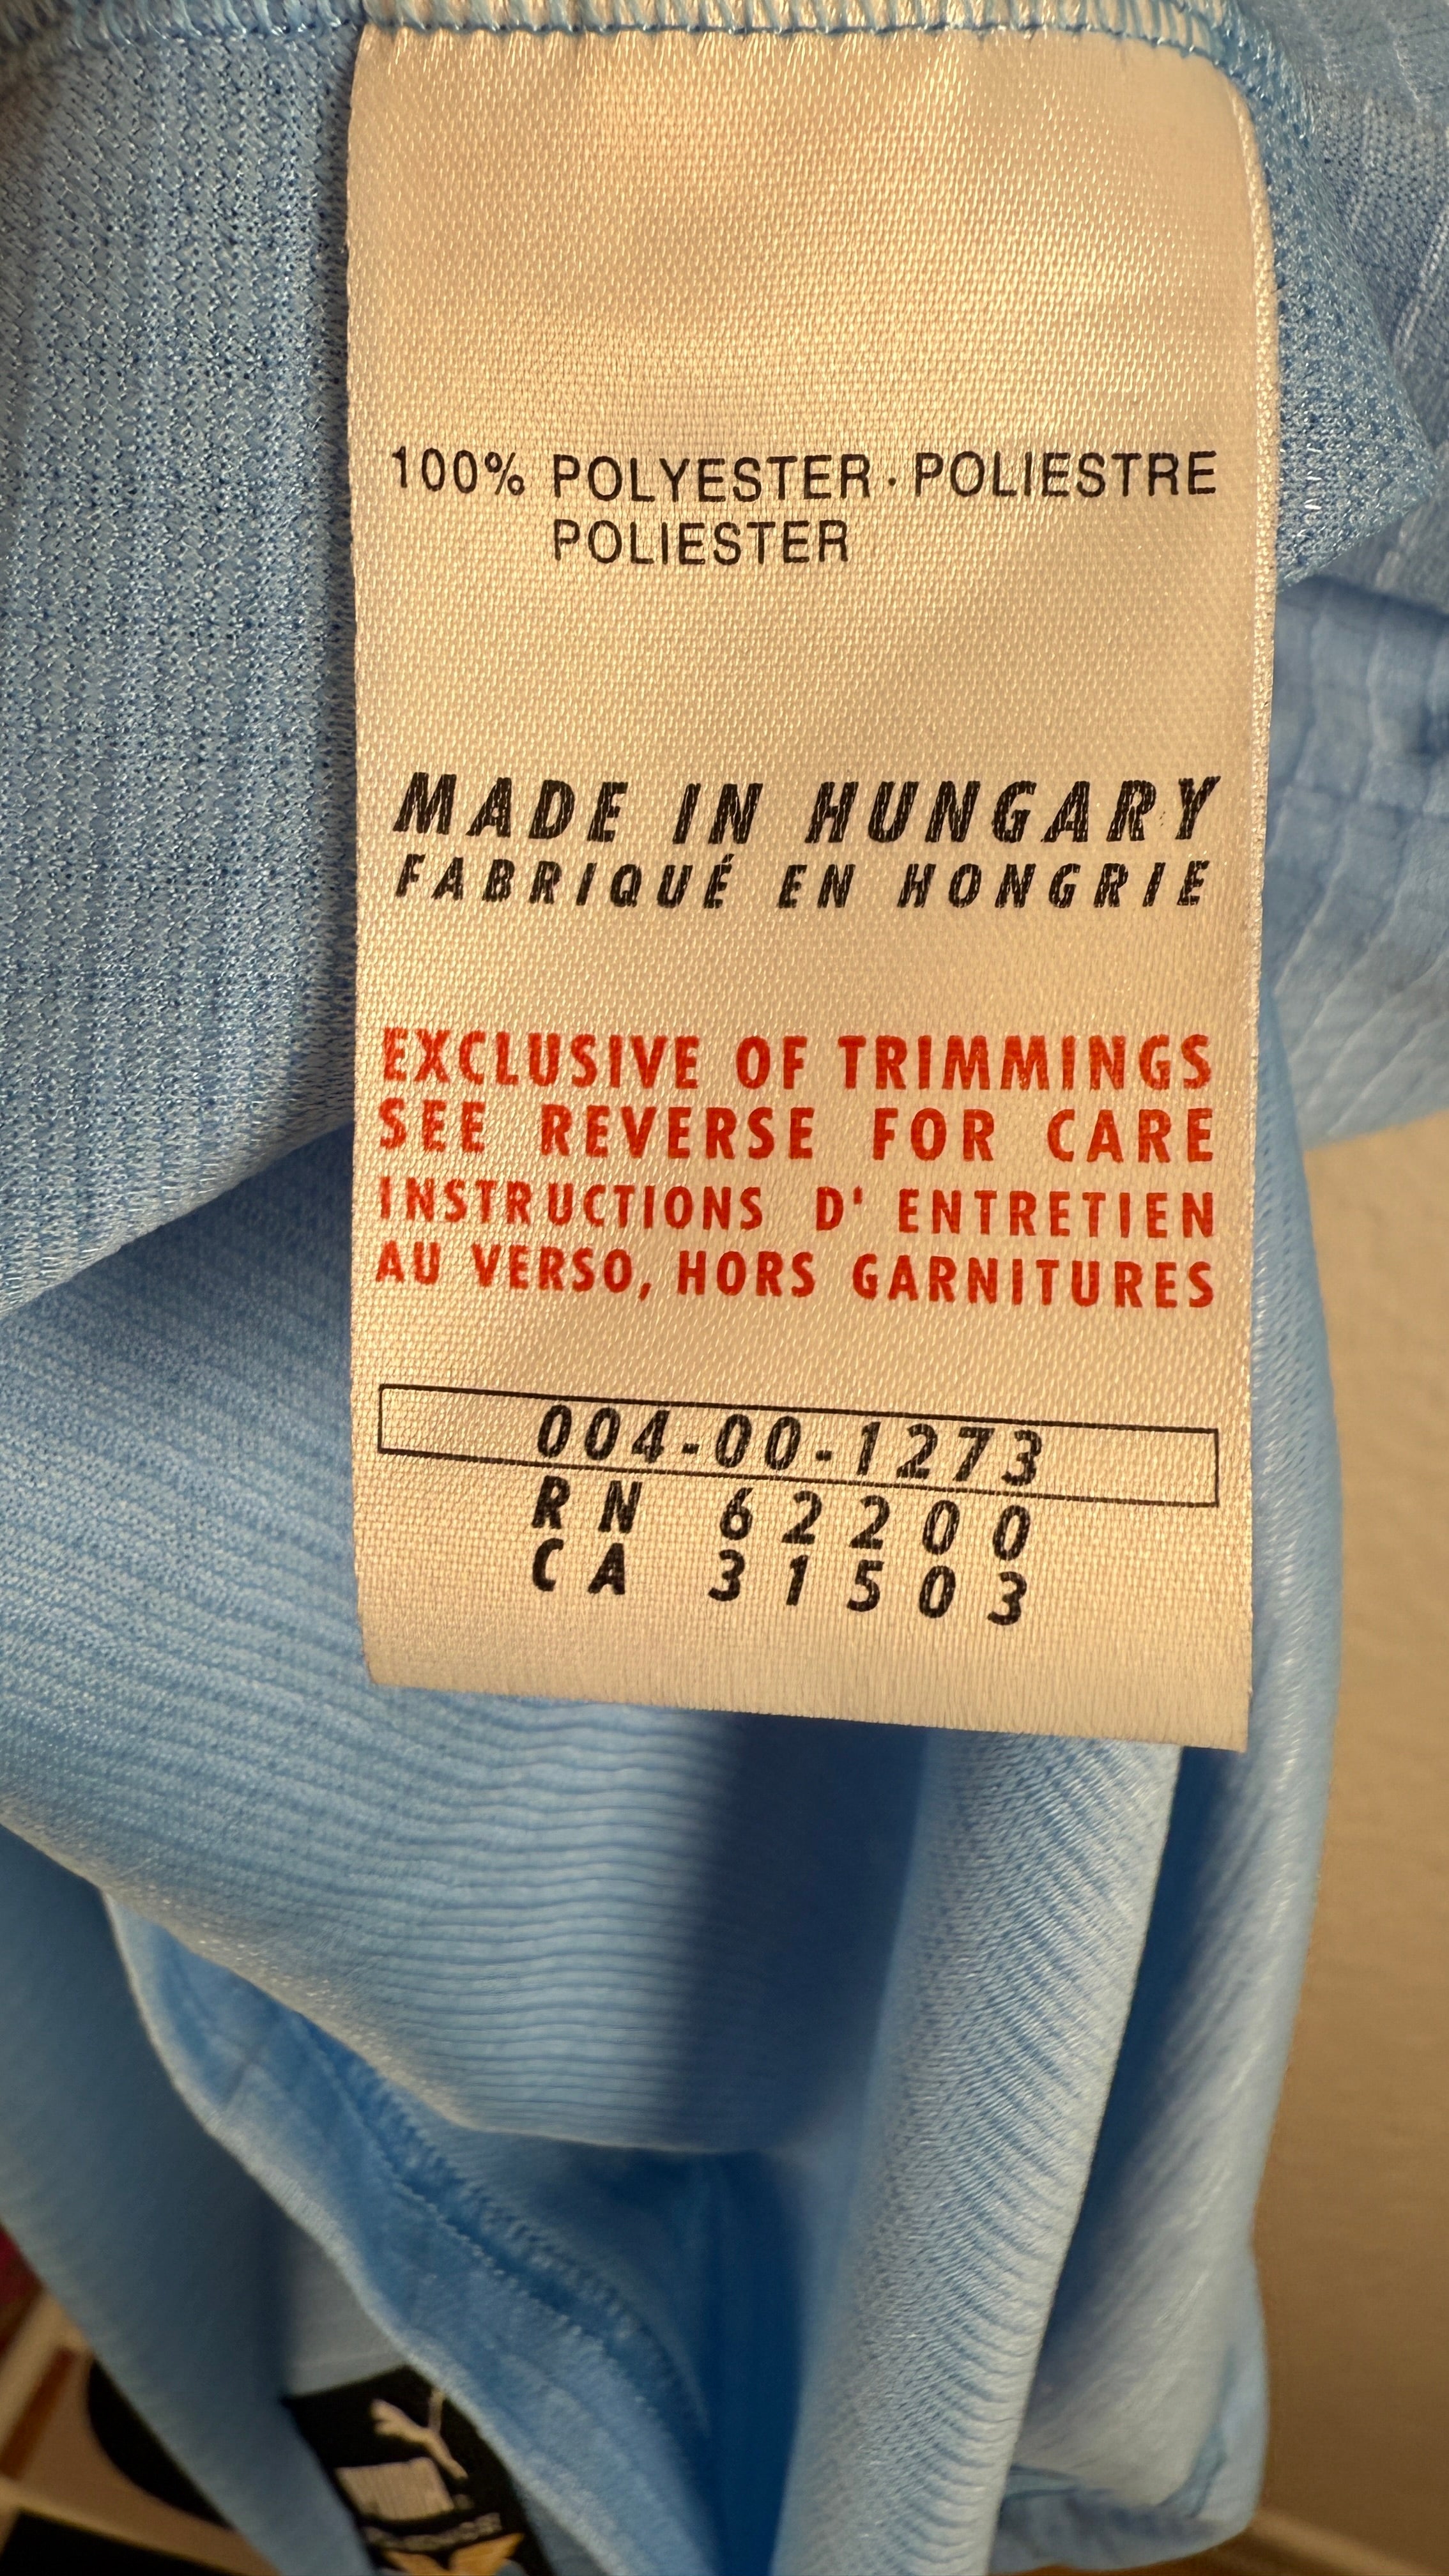 100% POLYESTER · POLIESTRE
POLIESTER
MADE IN HUNGARY
FABRIQUÉ EN HONGRIE
EXCLUSIVE OF TRIMMINGS
SEE REVERSE FOR CARE
INSTRUCTIONS D' ENTRETIEN
AU VERSO, HORS GARNITURES
004-00-1273
RN 62200
CA 31503